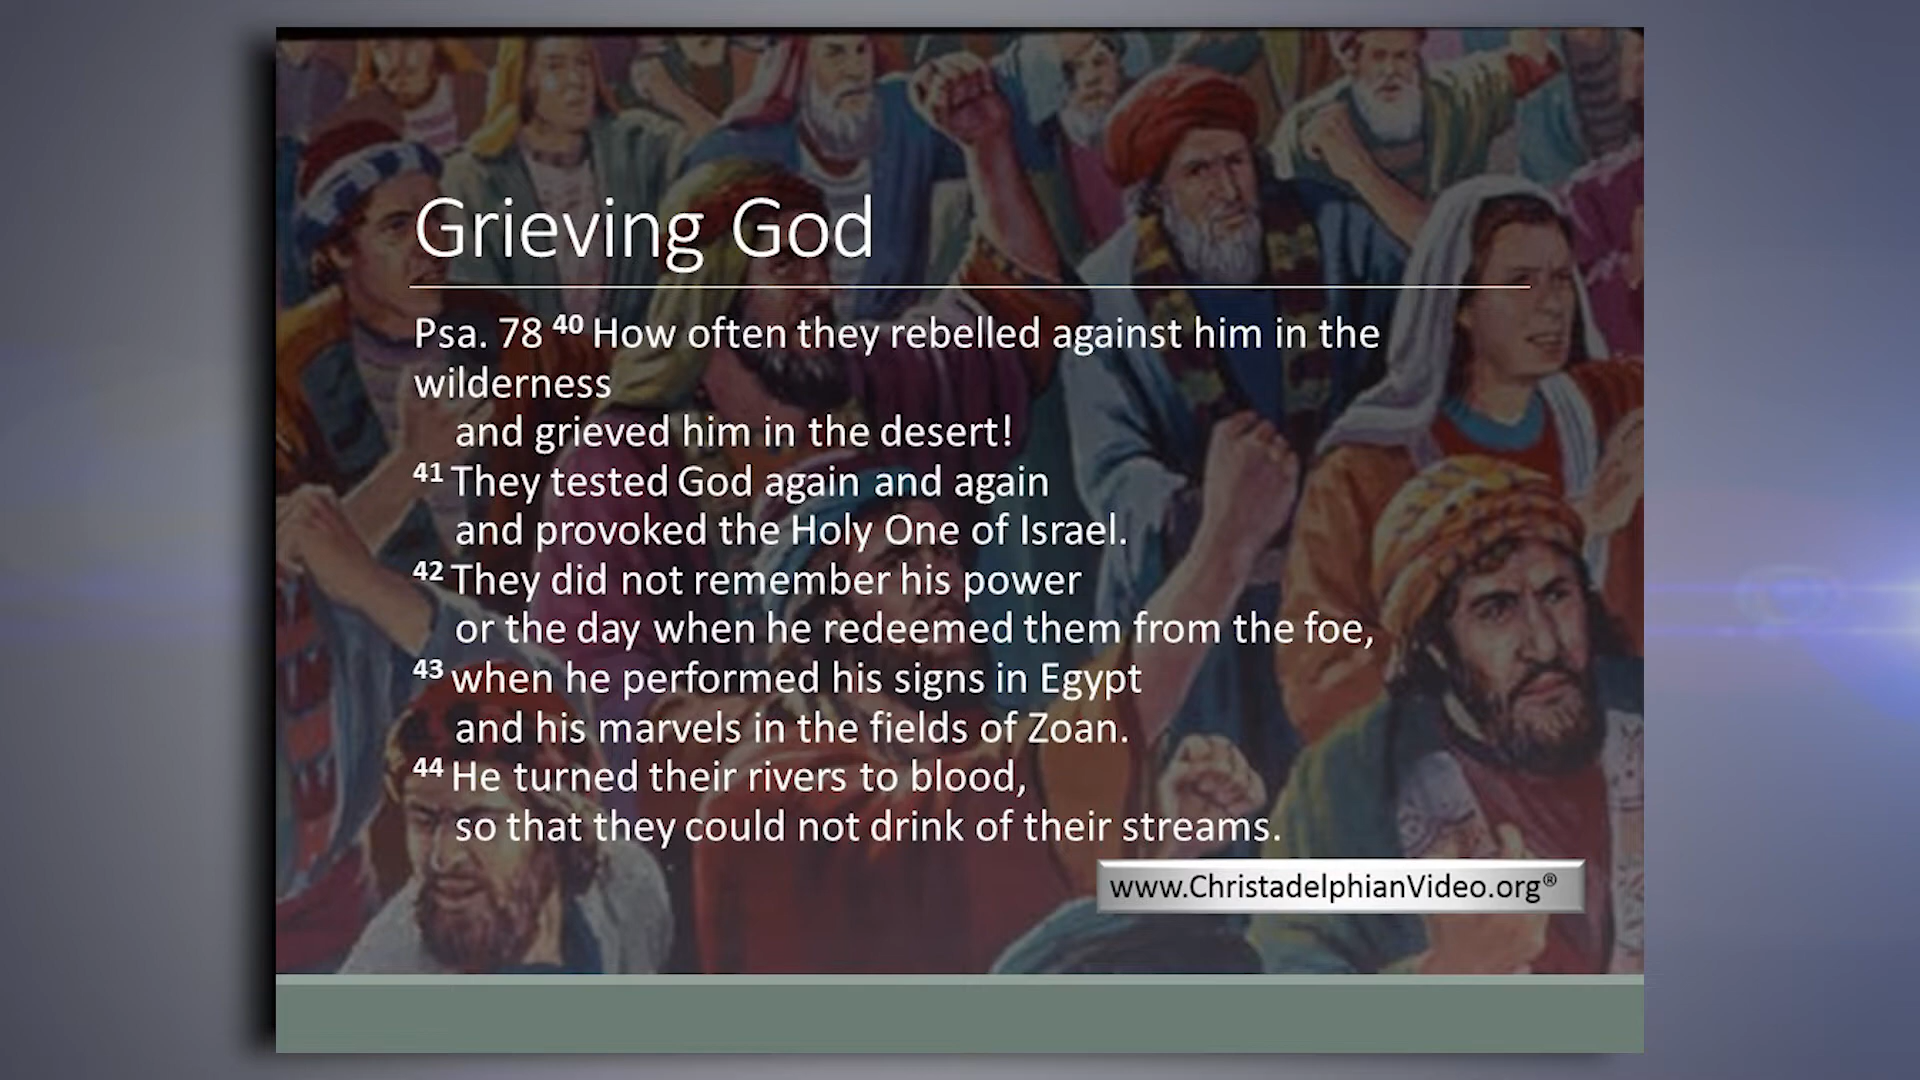 Grieving God
Psa. 78 40 How often they rebelled against him in the
wilderness
and grieved him in the desert!
41 They tested God again and again
and provoked the Holy One of Israel.
42 They did not remember his power
or the day when he redeemed them from the foe,
43 when he performed his signs in Egypt
and his marvels in the fields of Zoan.
44 He turned their rivers to blood,
so that they could not drink of their streams.
www.ChristadelphianVideo.org®